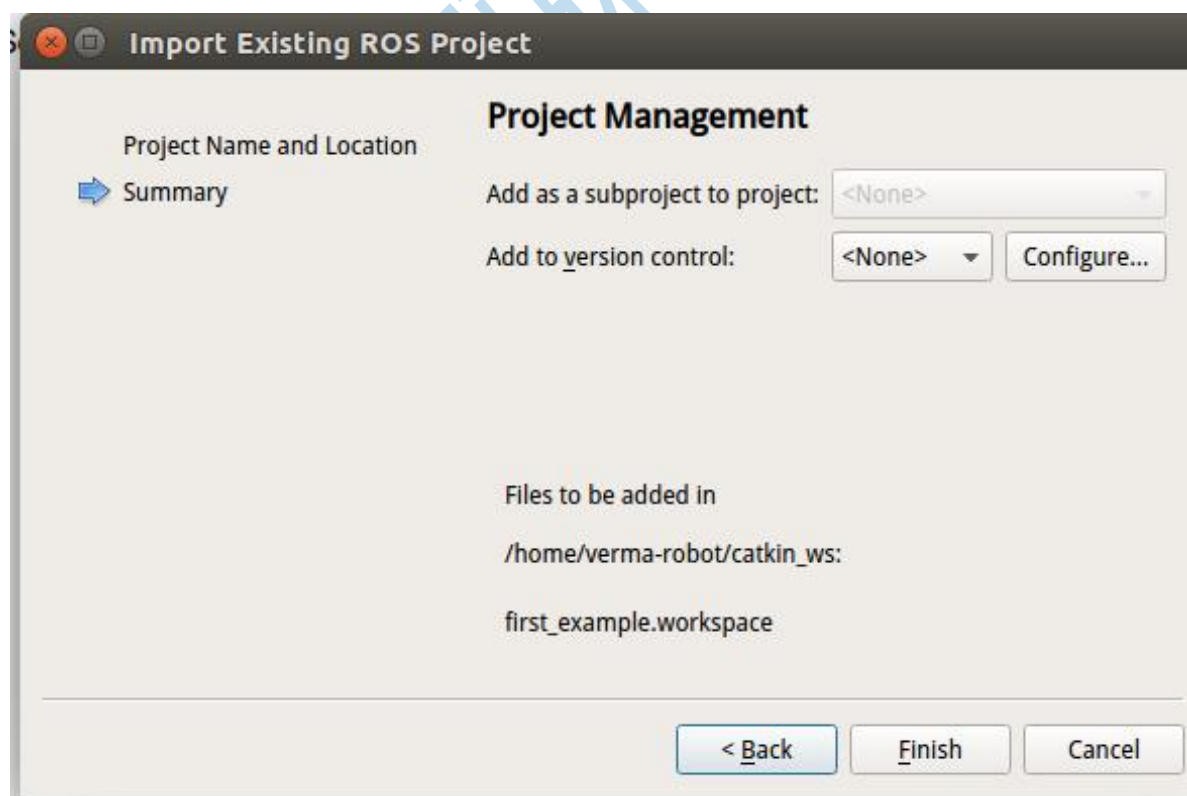 Import Existing ROS Project
Project Name and Location
Summary
Project Management
Add as a subproject to project: <None>
Add to version control: <None> Configure...
Files to be added in
/home/verma-robot/catkin_ws:
first_example.workspace
< Back Finish Cancel